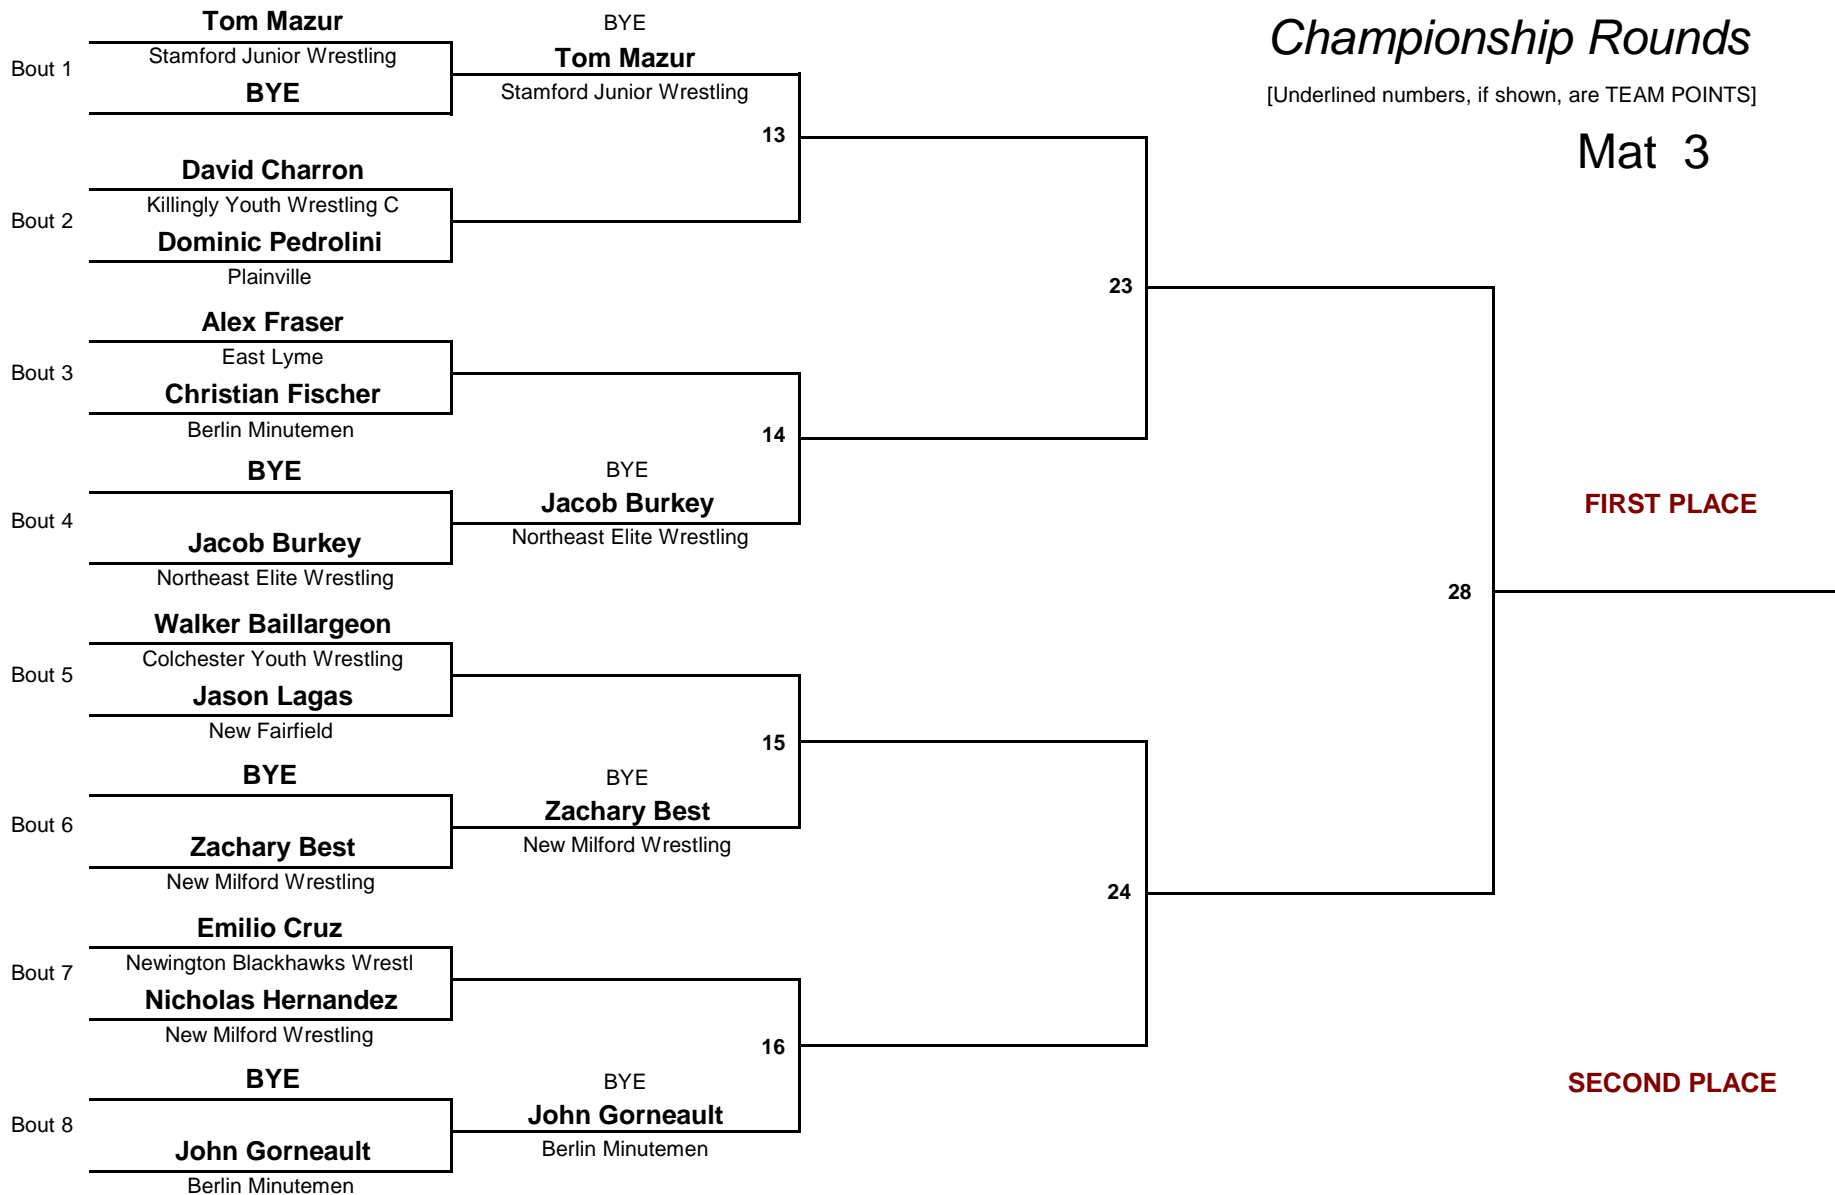 Championship Rounds
[Underlined numbers, if shown, are TEAM POINTS]
Mat 3
Bout 1
Tom Mazur
Stamford Junior Wrestling
BYE
Bout 2
David Charron
Killingly Youth Wrestling C
Dominic Pedrolini
Plainville
Bout 3
Alex Fraser
East Lyme
Christian Fischer
Berlin Minutemen
Bout 4
BYE
Jacob Burkey
Northeast Elite Wrestling
Bout 5
Walker Baillargeon
Colchester Youth Wrestling
Jason Lagas
New Fairfield
Bout 6
BYE
Zachary Best
New Milford Wrestling
Bout 7
Emilio Cruz
Newington Blackhawks Wrestl
Nicholas Hernandez
New Milford Wrestling
Bout 8
BYE
John Gorneault
Berlin Minutemen
BYE
Tom Mazur
Stamford Junior Wrestling
13
14
BYE
Jacob Burkey
Northeast Elite Wrestling
15
BYE
Zachary Best
New Milford Wrestling
16
BYE
John Gorneault
Berlin Minutemen
23
24
28
FIRST PLACE
SECOND PLACE